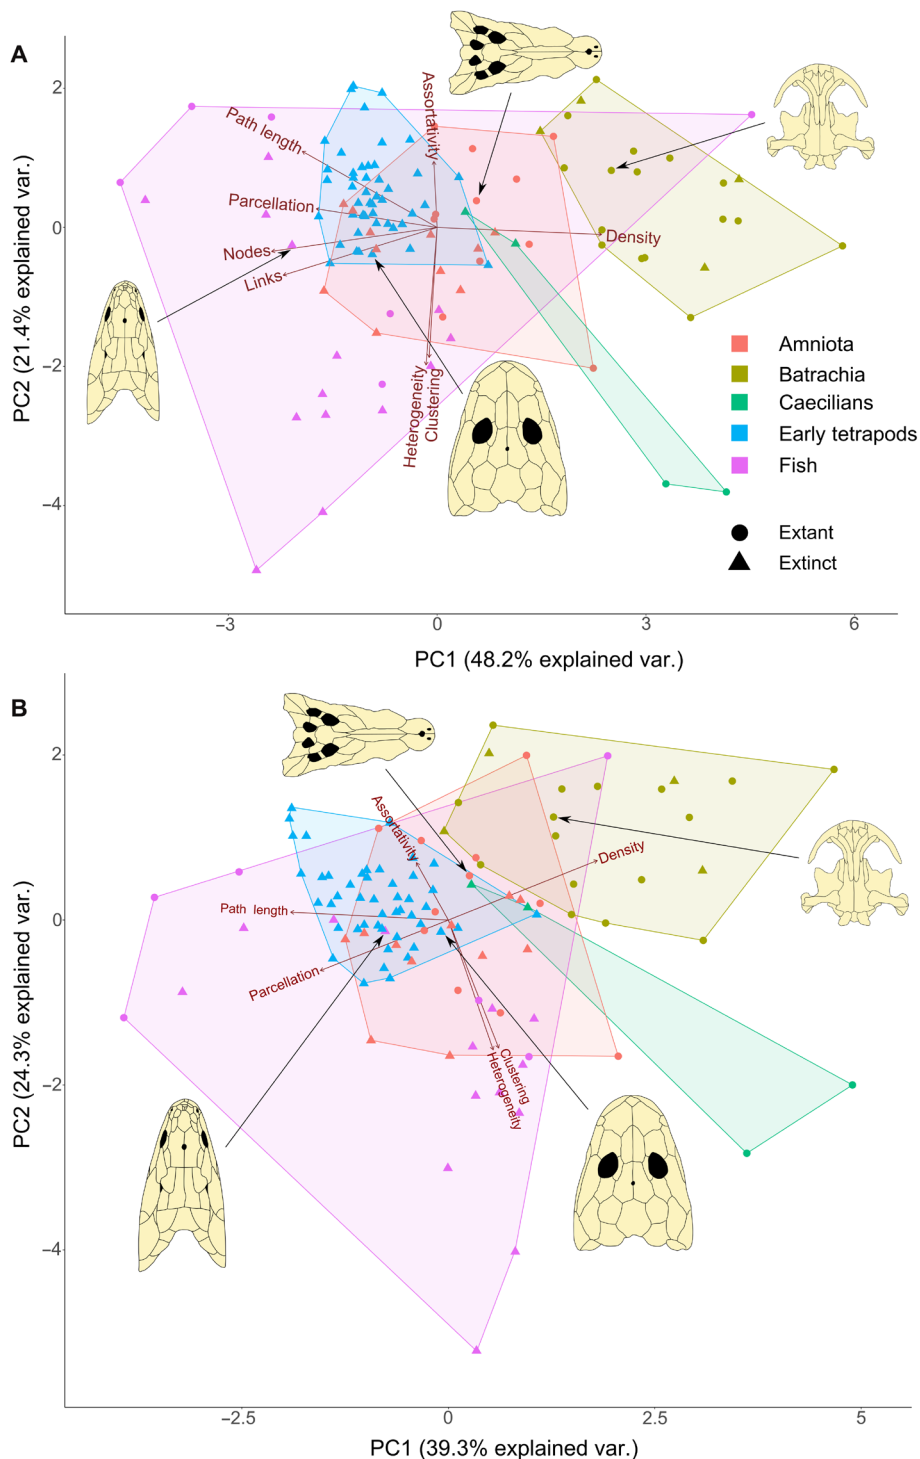 A
Assortativity
Path length
Parcellation
Nodes
Links
Density
Heterogeneity
Clustering
PC2 (21.4% explained var.)
2
0
−2
−4
−3
0
3
6
PC1 (48.2% explained var.)
Amniota
Batrachia
Caecilians
Early tetrapods
Fish
Extant
Extinct
B
Assortativity
Density
Path length
Parcellation
Clustering
Heterogeneity
PC2 (24.3% explained var.)
2
0
−2
−4
−2.5
0
2.5
5
PC1 (39.3% explained var.)